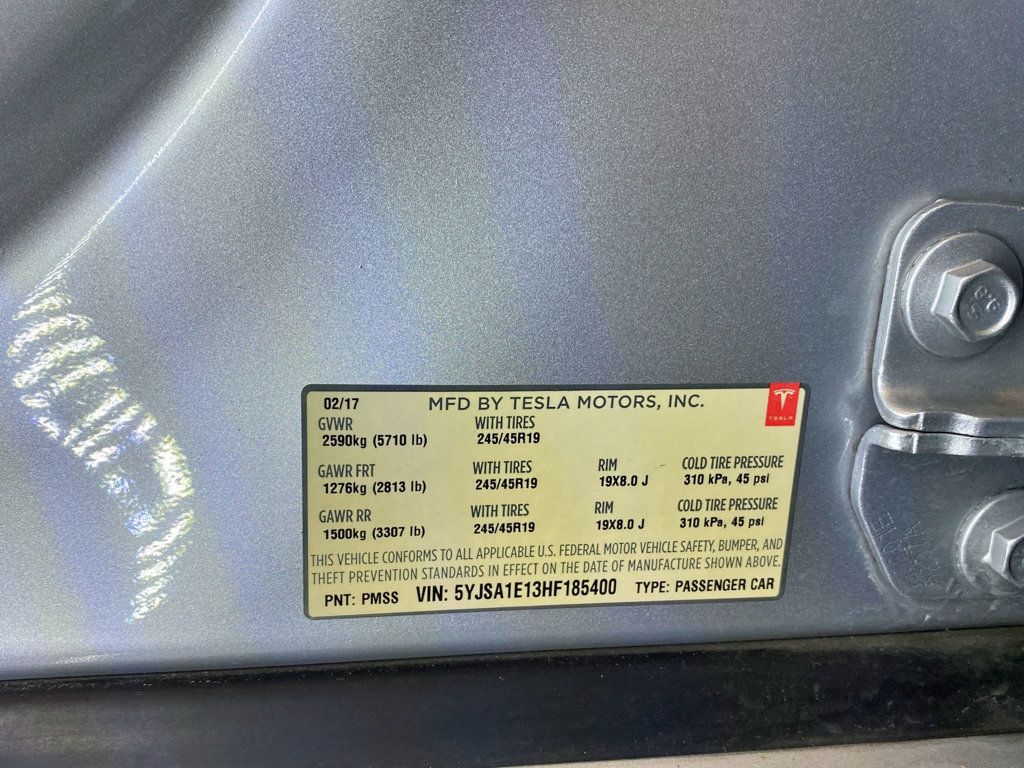 02/17 MFD BY TESLA MOTORS, INC.
TESLA
GVWR WITH TIRES
2590kg (5710 lb) 245/45R19
GAWR FRT WITH TIRES RIM COLD TIRE PRESSURE
1276kg (2813 lb) 245/45R19 19X8.0 J 310 kPa, 45 psi
GAWR RR WITH TIRES RIM COLD TIRE PRESSURE
1500kg (3307 lb) 245/45R19 19X8.0 J 310 kPa, 45 psi
THIS VEHICLE CONFORMS TO ALL APPLICABLE U.S. FEDERAL MOTOR VEHICLE SAFETY, BUMPER, AND
THEFT PREVENTION STANDARDS IN EFFECT ON THE DATE OF MANUFACTURE SHOWN ABOVE.
PNT: PMSS VIN: 5YJSA1E13HF185400 TYPE: PASSENGER CAR